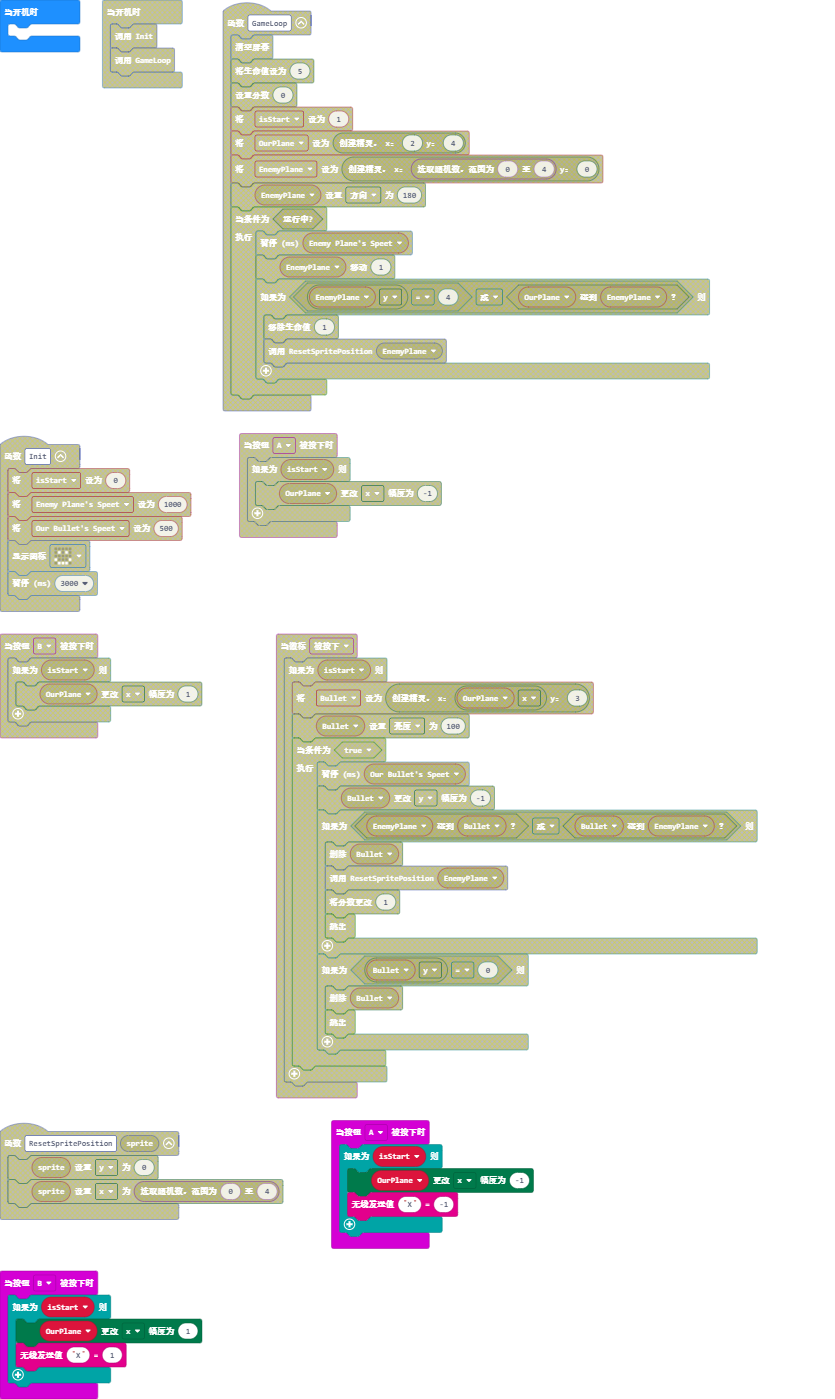 当开机时
当开机时
调用 Init
调用 GameLoop
函数 GameLoop
清空屏幕
将生命值设为 5
设置分数 0
将 isStart 设为 1
将 OurPlane 设为 创建精灵, x: 2 y: 4
将 EnemyPlane 设为 创建精灵, x: 选取随机数,范围为 0 至 4 y: 0
EnemyPlane 设置 方向 为 180
当条件为 运行中?
执行
暂停 (ms) Enemy Plane's Speet
EnemyPlane 移动 1
如果为 EnemyPlane y = 4 或 OurPlane 碰到 EnemyPlane ? 则
移除生命值 1
调用 ResetSpritePosition EnemyPlane
函数 Init
将 isStart 设为 0
将 Enemy Plane's Speet 设为 1000
将 Our Bullet's Speet 设为 500
显示图标
暂停 (ms) 3000
当按钮 A 被按下时
如果为 isStart 则
OurPlane 更改 x 幅度为 -1
当按钮 B 被按下时
如果为 isStart 则
OurPlane 更改 x 幅度为 1
当徽标 被按下
如果为 isStart 则
将 Bullet 设为 创建精灵, x: OurPlane x y: 3
Bullet 设置 亮度 为 100
当条件为 true
执行
暂停 (ms) Our Bullet's Speet
Bullet 更改 y 幅度为 -1
如果为 EnemyPlane 碰到 Bullet ? 或 Bullet 碰到 EnemyPlane ? 则
删除 Bullet
调用 ResetSpritePosition EnemyPlane
将分数更改 1
跳出
如果为 Bullet y = 0 则
删除 Bullet
跳出
函数 ResetSpritePosition sprite
sprite 设置 y 为 0
sprite 设置 x 为 选取随机数,范围为 0 至 4
当按钮 A 被按下时
如果为 isStart 则
OurPlane 更改 x 幅度为 -1
无线发送值 "X" = -1
当按钮 B 被按下时
如果为 isStart 则
OurPlane 更改 x 幅度为 1
无线发送值 "X" = 1